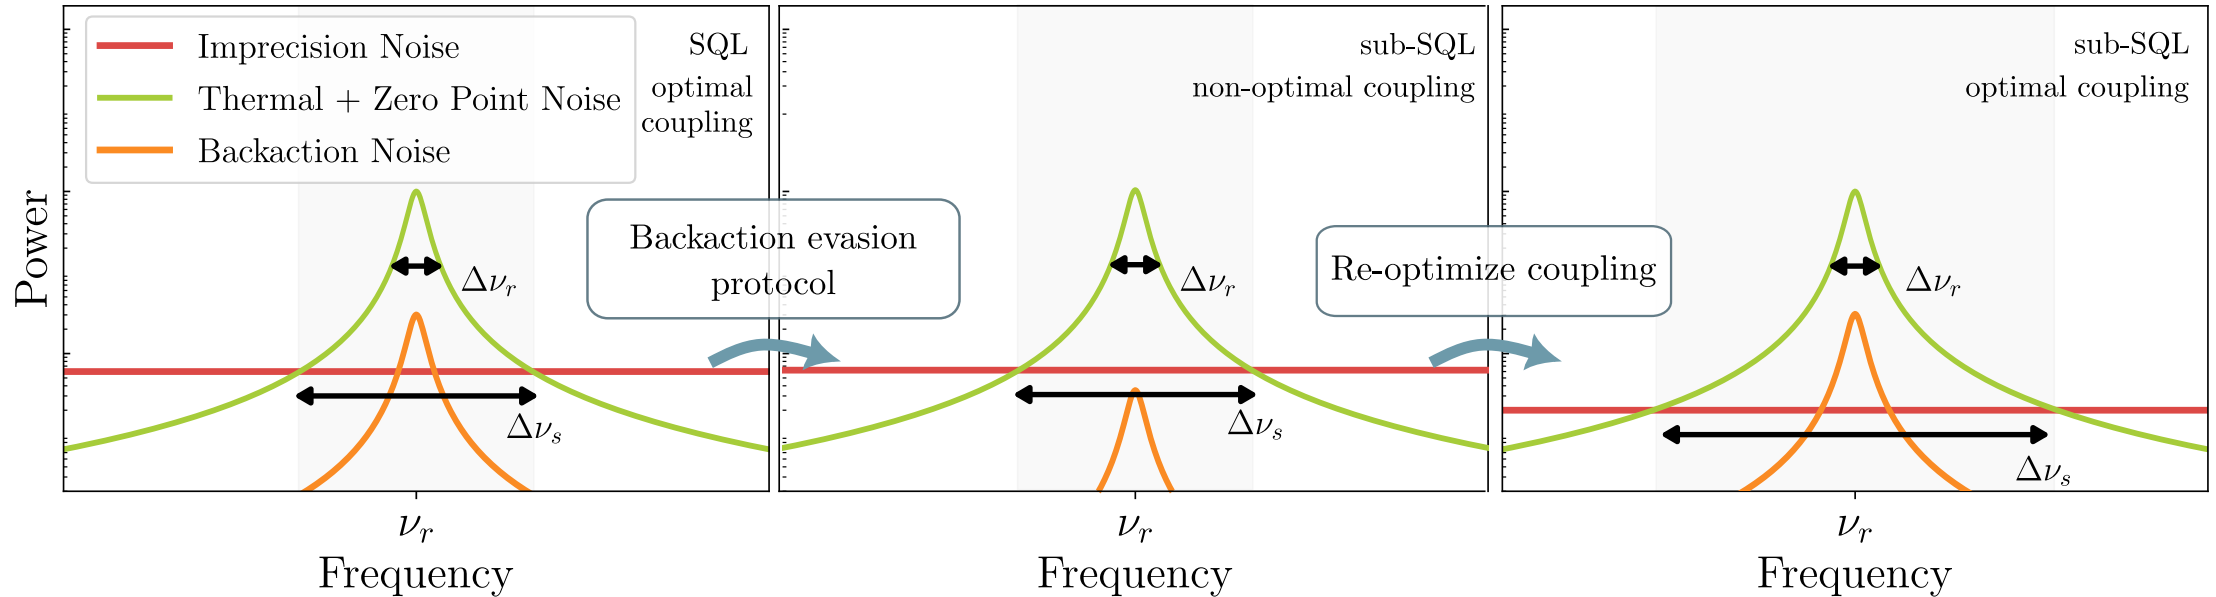 Imprecision Noise
Thermal + Zero Point Noise
Backaction Noise
SQL
optimal
coupling
Power
Δν_r
Δν_s
ν_r
Frequency
Backaction evasion
protocol
sub-SQL
non-optimal coupling
Δν_r
Δν_s
ν_r
Frequency
Re-optimize coupling
sub-SQL
optimal coupling
Δν_r
Δν_s
ν_r
Frequency